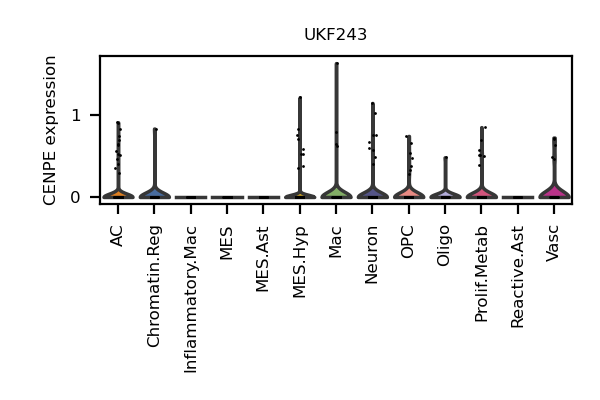 UKF243
CENPE expression
1
0
AC
Chromatin.Reg
Inflammatory.Mac
MES
MES.Ast
MES.Hyp
Mac
Neuron
OPC
Oligo
Prolif.Metab
Reactive.Ast
Vasc